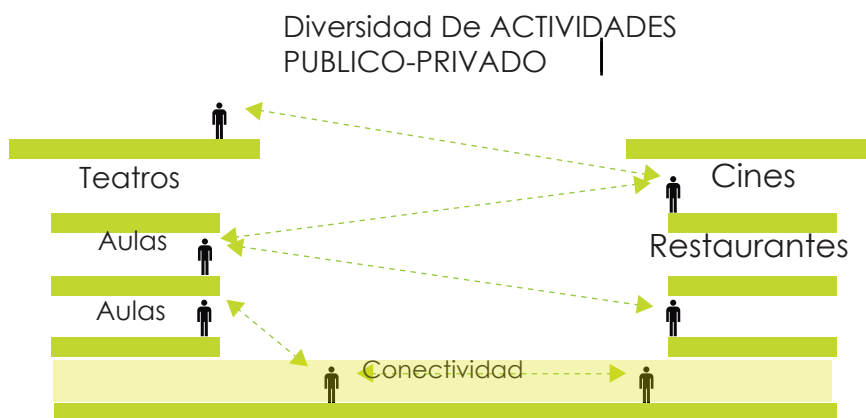 Diversidad De ACTIVIDADES
PUBLICO-PRIVADO
Teatros
Cines
Aulas
Restaurantes
Aulas
Conectividad